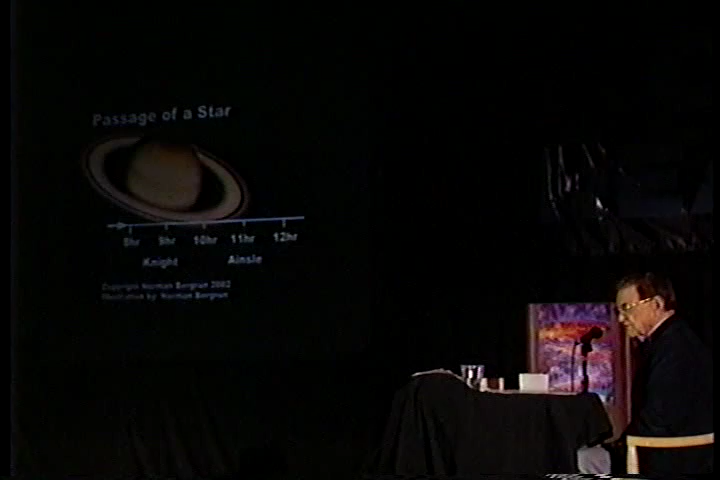 Passage of a Star
8hr 9hr 10hr 11hr 12hr
Knight Ainsle
Copyright Norman Bergrun 2002
Illustration by Norman Bergrun